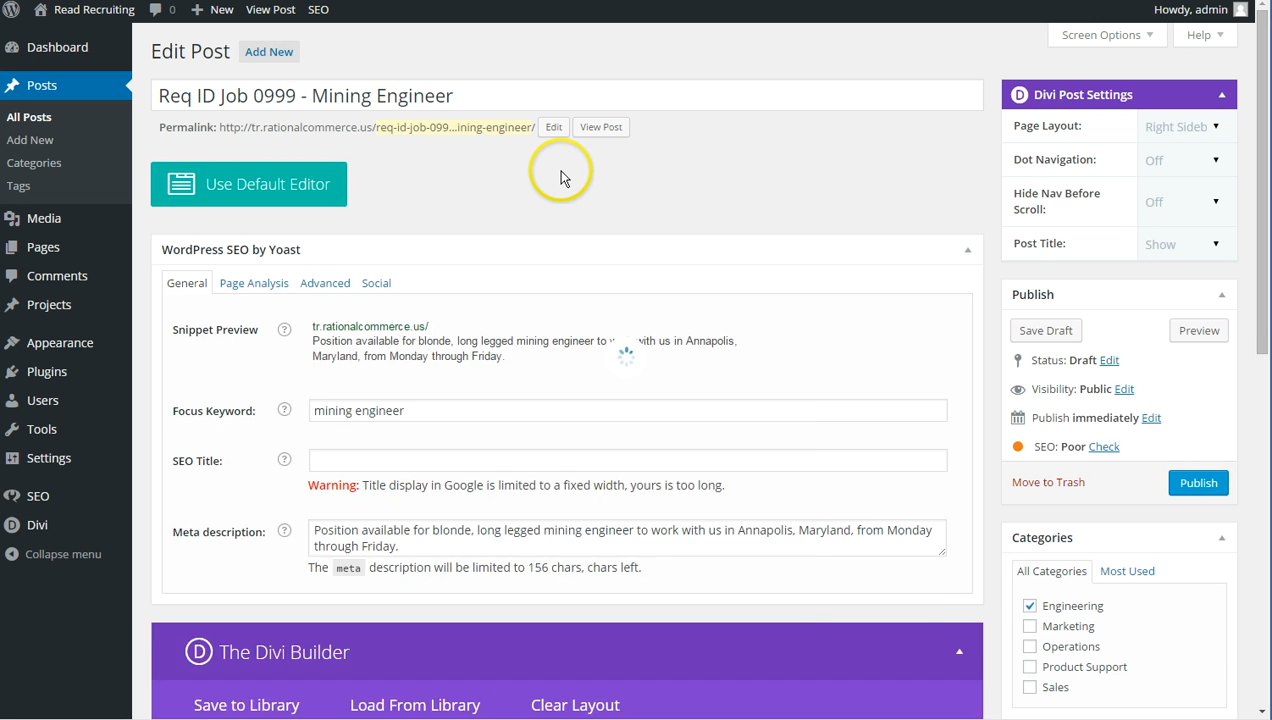 Read Recruiting 0 + New View Post SEO Howdy, admin
Dashboard
Posts
All Posts
Add New
Categories
Tags
Media
Pages
Comments
Projects
Appearance
Plugins
Users
Tools
Settings
SEO
Divi
Collapse menu
Screen Options Help
Edit Post Add New
Req ID Job 0999 - Mining Engineer
Permalink: http://tr.rationalcommerce.us/req-id-job-099...ining-engineer/ Edit View Post
Use Default Editor
WordPress SEO by Yoast
General Page Analysis Advanced Social
Snippet Preview ? tr.rationalcommerce.us/
Position available for blonde, long legged mining engineer to with us in Annapolis,
Maryland, from Monday through Friday.
Focus Keyword: ? mining engineer
SEO Title: ?
Warning: Title display in Google is limited to a fixed width, yours is too long.
Meta description: ? Position available for blonde, long legged mining engineer to work with us in Annapolis, Maryland, from Monday
through Friday.
The meta description will be limited to 156 chars, chars left.
D The Divi Builder
Save to Library Load From Library Clear Layout
D Divi Post Settings
Page Layout: Right Sideb
Dot Navigation: Off
Hide Nav Before
Scroll: Off
Post Title: Show
Publish
Save Draft Preview
Status: Draft Edit
Visibility: Public Edit
Publish immediately Edit
SEO: Poor Check
Move to Trash Publish
Categories
All Categories Most Used
Engineering
Marketing
Operations
Product Support
Sales